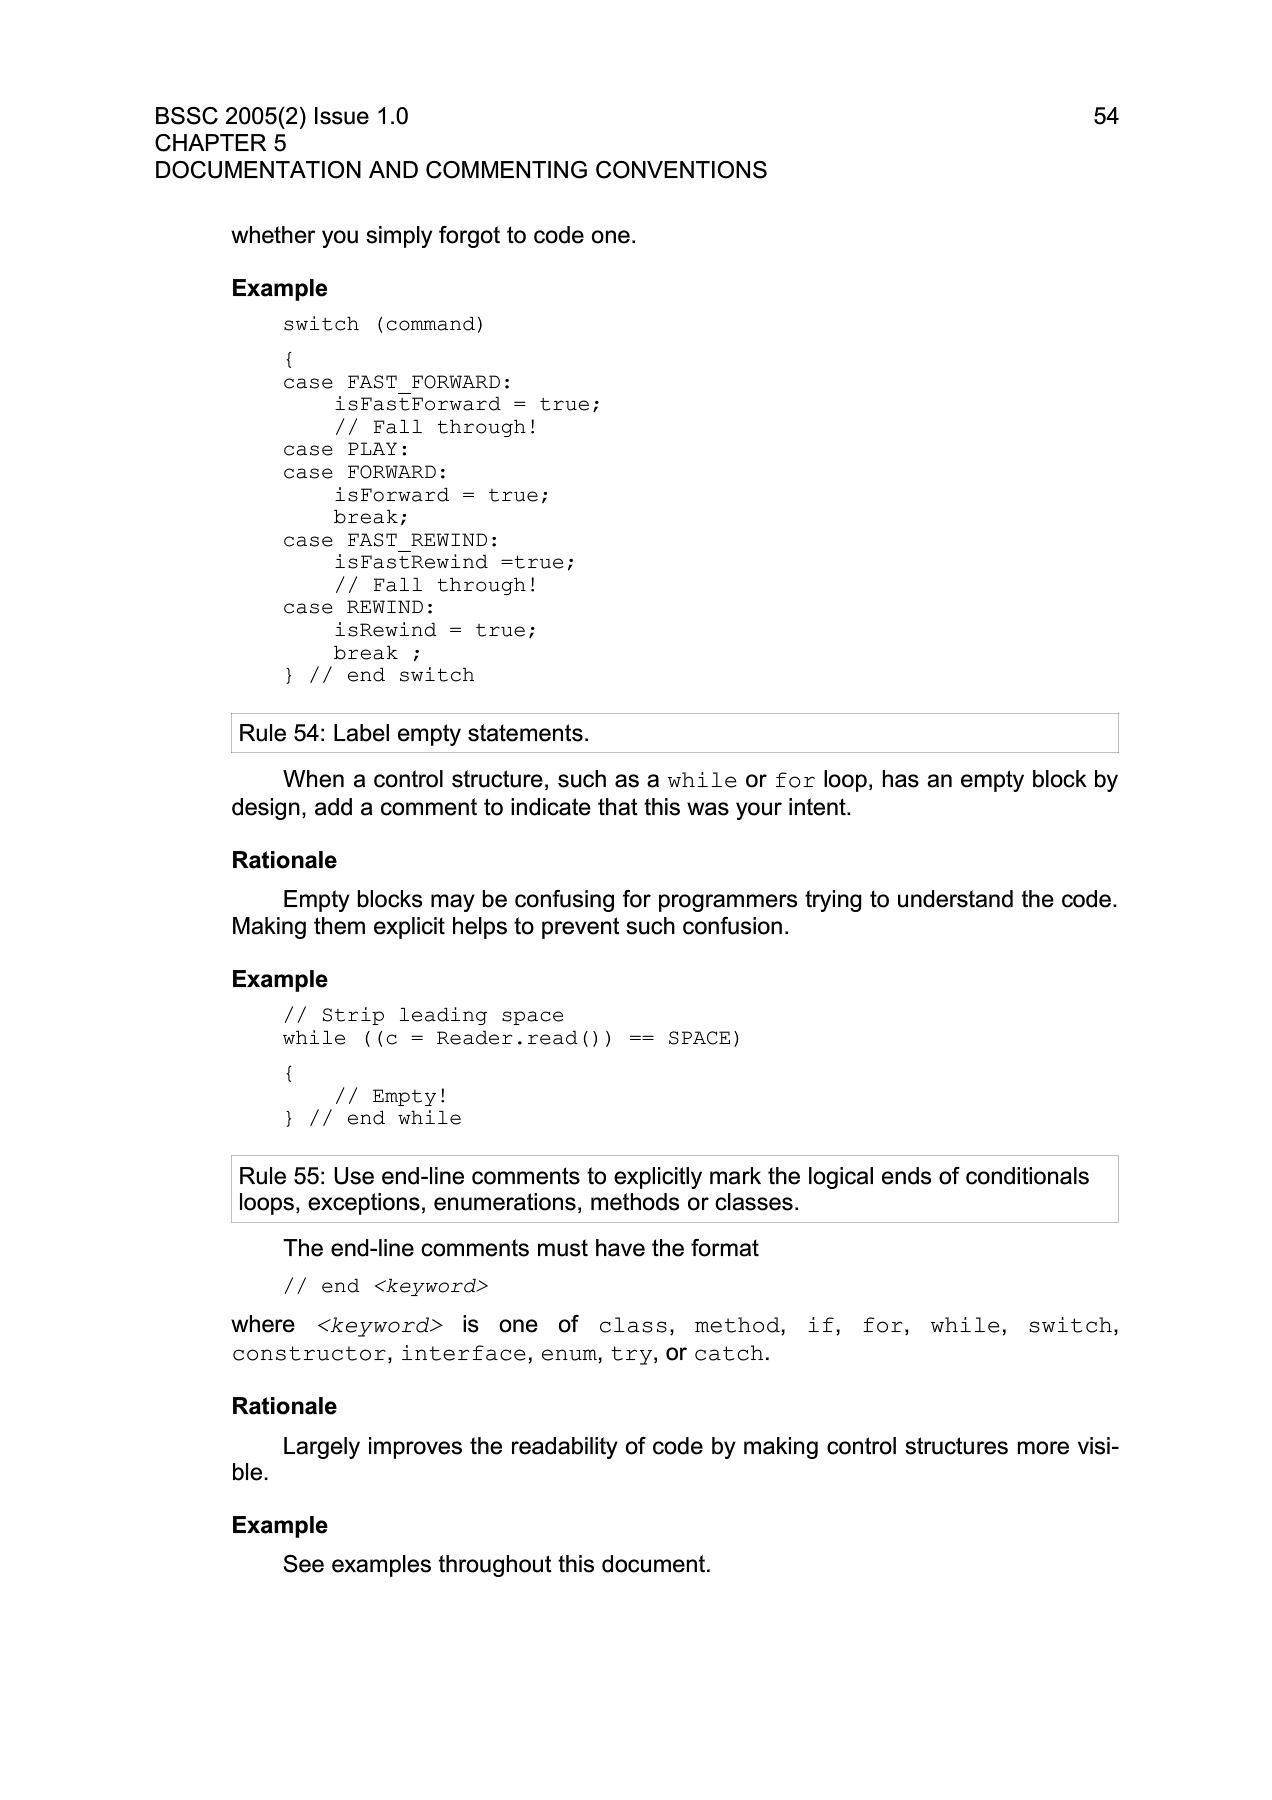 BSSC 2005(2) Issue 1.0 54
CHAPTER 5
DOCUMENTATION AND COMMENTING CONVENTIONS
whether you simply forgot to code one.
Example
switch (command)
{
case FAST_FORWARD:
    isFastForward = true;
    // Fall through!
case PLAY:
case FORWARD:
    isForward = true;
    break;
case FAST_REWIND:
    isFastRewind =true;
    // Fall through!
case REWIND:
    isRewind = true;
    break ;
} // end switch
Rule 54: Label empty statements.
When a control structure, such as a while or for loop, has an empty block by
design, add a comment to indicate that this was your intent.
Rationale
Empty blocks may be confusing for programmers trying to understand the code.
Making them explicit helps to prevent such confusion.
Example
// Strip leading space
while ((c = Reader.read()) == SPACE)
{
    // Empty!
} // end while
Rule 55: Use end-line comments to explicitly mark the logical ends of conditionals
loops, exceptions, enumerations, methods or classes.
The end-line comments must have the format
// end <keyword>
where <keyword> is one of class, method, if, for, while, switch,
constructor, interface, enum, try, or catch.
Rationale
Largely improves the readability of code by making control structures more visi-
ble.
Example
See examples throughout this document.